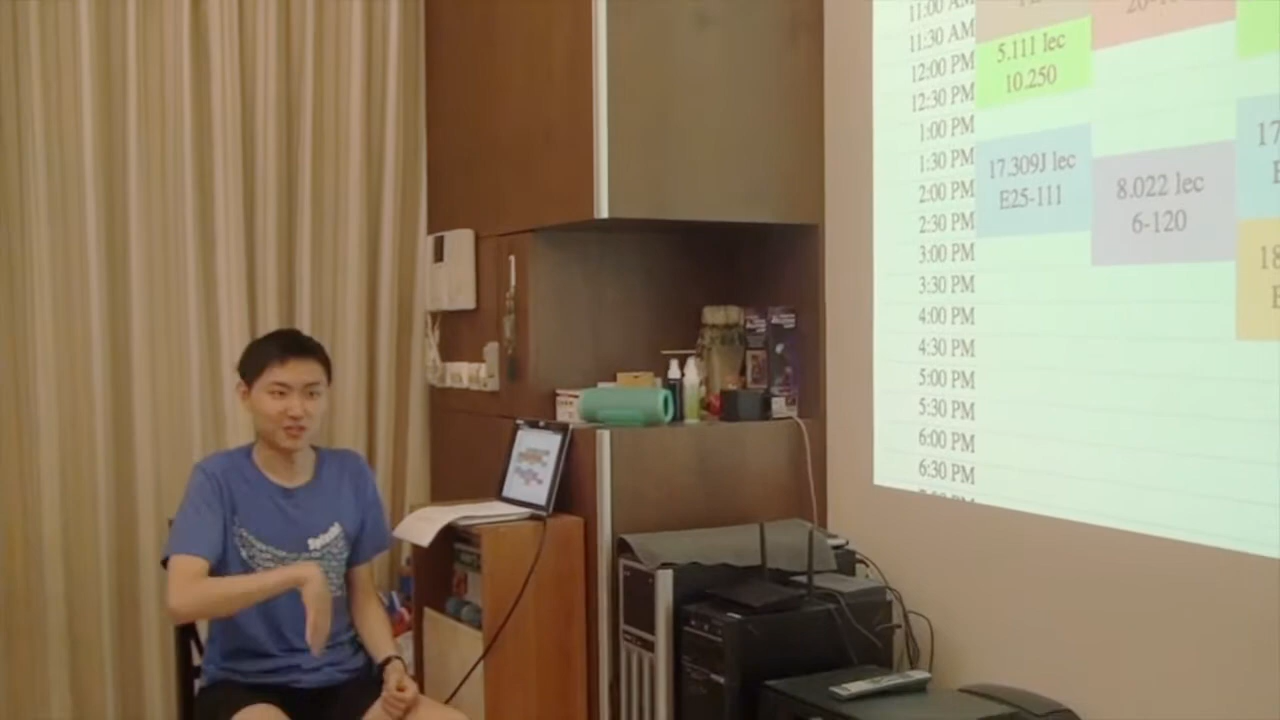 11:00 AM
11:30 AM
12:00 PM
12:30 PM
1:00 PM
1:30 PM
2:00 PM
2:30 PM
3:00 PM
3:30 PM
4:00 PM
4:30 PM
5:00 PM
5:30 PM
6:00 PM
6:30 PM
5.111 lec
10.250
17.309J lec
E25-111
8.022 lec
6-120
17
18
Splash